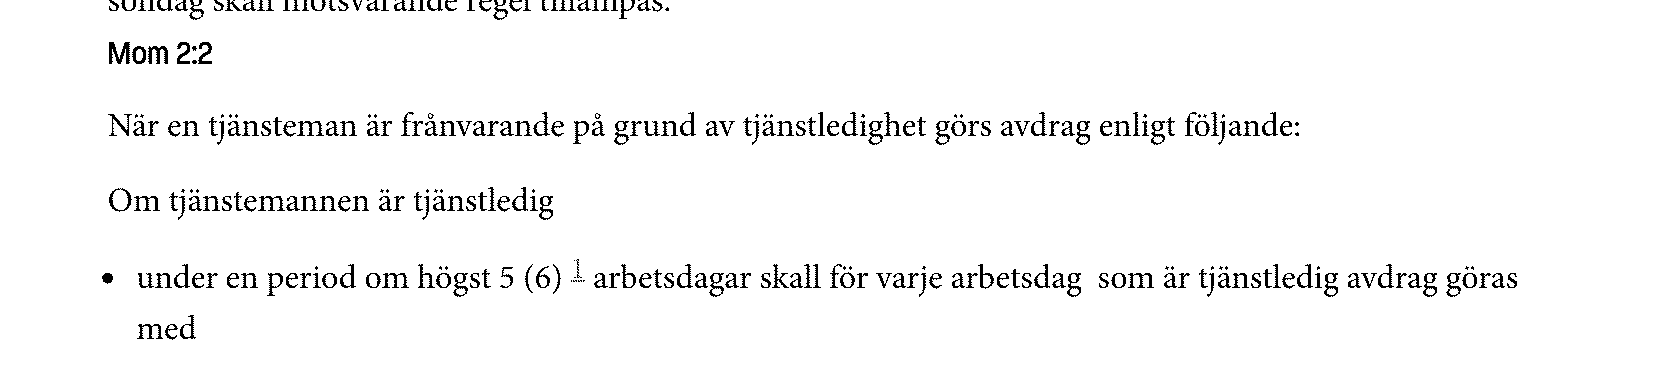 söndag skall motsvarande regel tillämpas.
Mom 2:2
När en tjänsteman är frånvarande på grund av tjänstledighet görs avdrag enligt följande:
Om tjänstemannen är tjänstledig
• under en period om högst 5 (6) 1 arbetsdagar skall för varje arbetsdag  som är tjänstledig avdrag göras
med